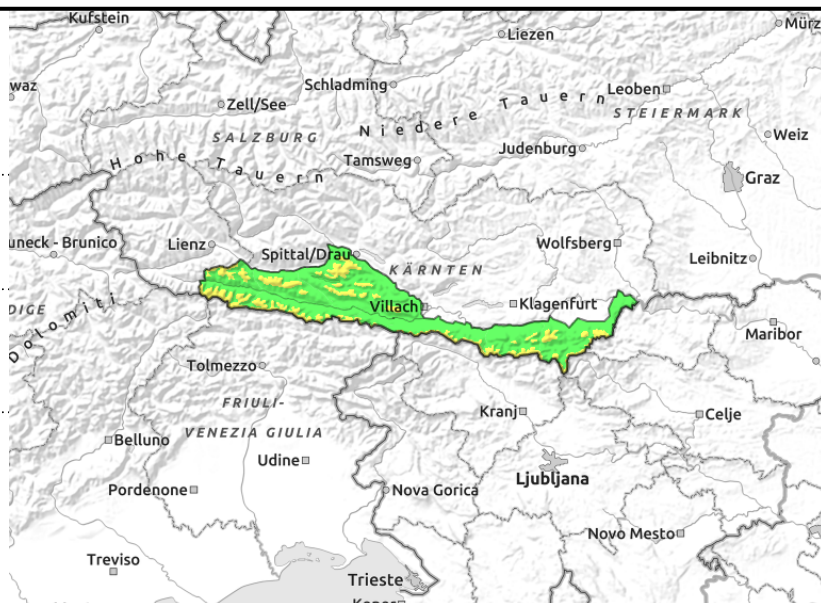 Kufstein
Liezen
Mürz
waz
Schladming
Leoben
Zell/See
Niedere Tauern
STEIERMARK
SALZBURG
Weiz
Hohe Tauern
Tamsweg
Judenburg
Graz
uneck - Brunico
Lienz
Spittal/Drau
KÄRNTEN
Wolfsberg
Leibnitz
DIGE
Dolomiti
Villach
Klagenfurt
Maribor
Tolmezzo
FRIULI-
VENEZIA GIULIA
Kranj
Celje
Belluno
Udine
Ljubljana
Pordenone
Nova Gorica
Novo Mesto
Treviso
Trieste